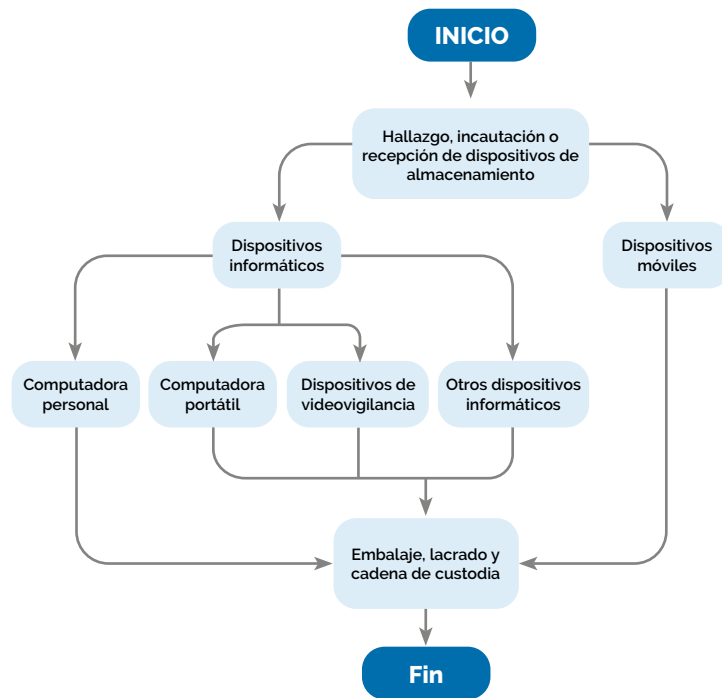 INICIO
Hallazgo, incautación o
recepción de dispositivos de
almacenamiento
Dispositivos
informáticos
Dispositivos
móviles
Computadora
personal
Computadora
portátil
Dispositivos de
videovigilancia
Otros dispositivos
informáticos
Embalaje, lacrado y
cadena de custodia
Fin